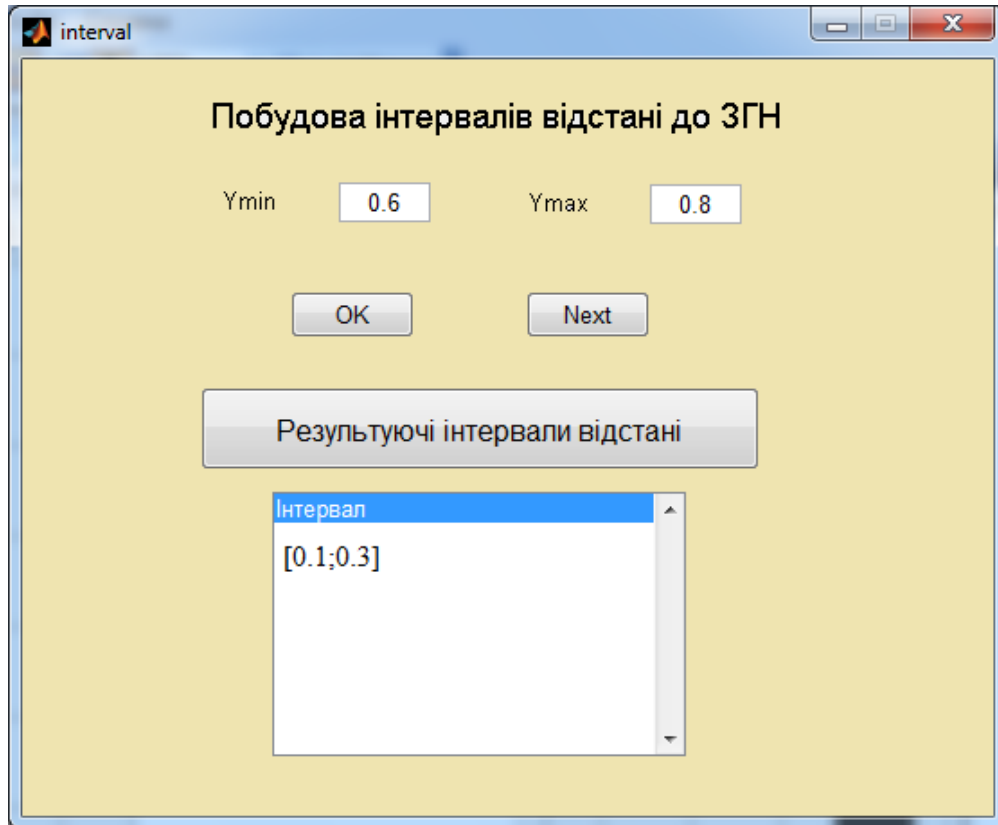 interval
Побудова інтервалів відстані до ЗГН
Ymin 0.6 Ymax 0.8
OK Next
Результуючі інтервали відстані
Інтервал
[0.1;0.3]